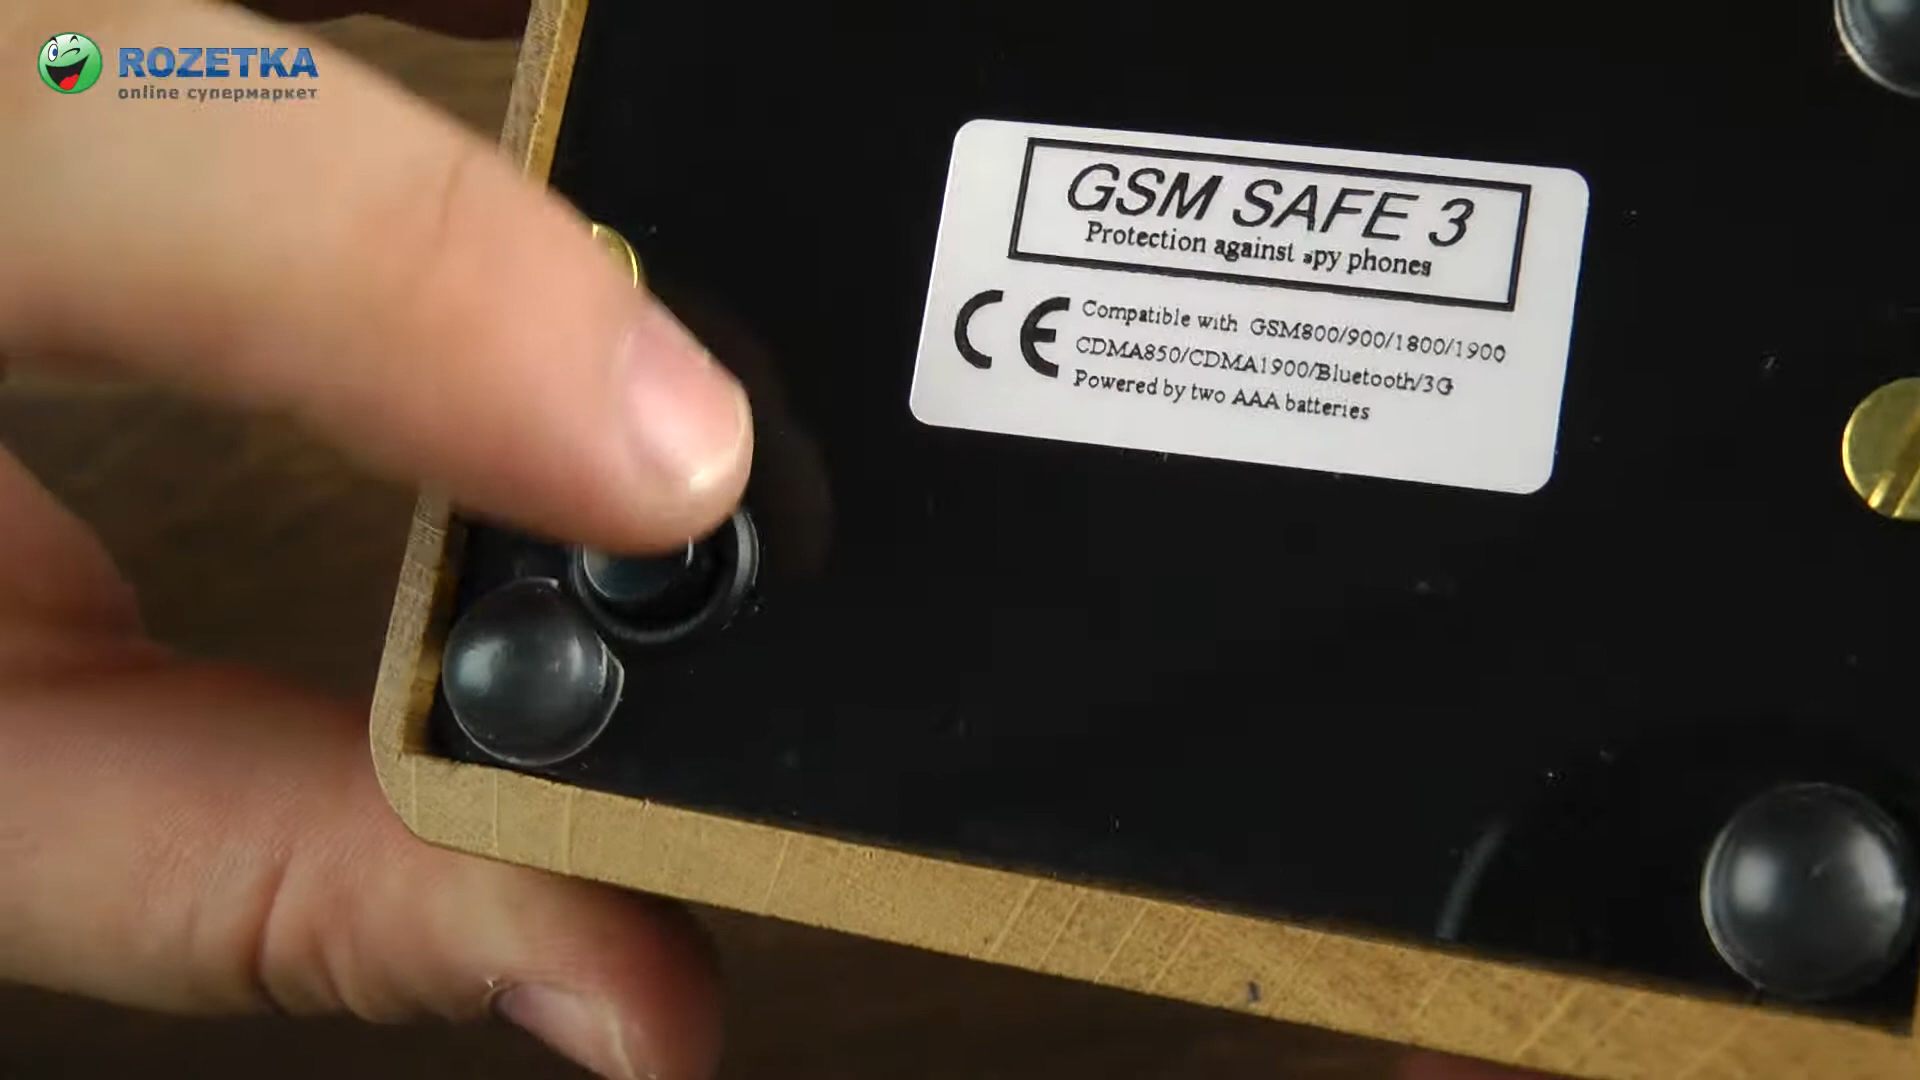 ROZETKA
online супермаркет
GSM SAFE 3
Protection against spy phones
CE
Compatible with GSM800/900/1800/1900
CDMA850/CDMA1900/Bluetooth/3G
Powered by two AAA batteries